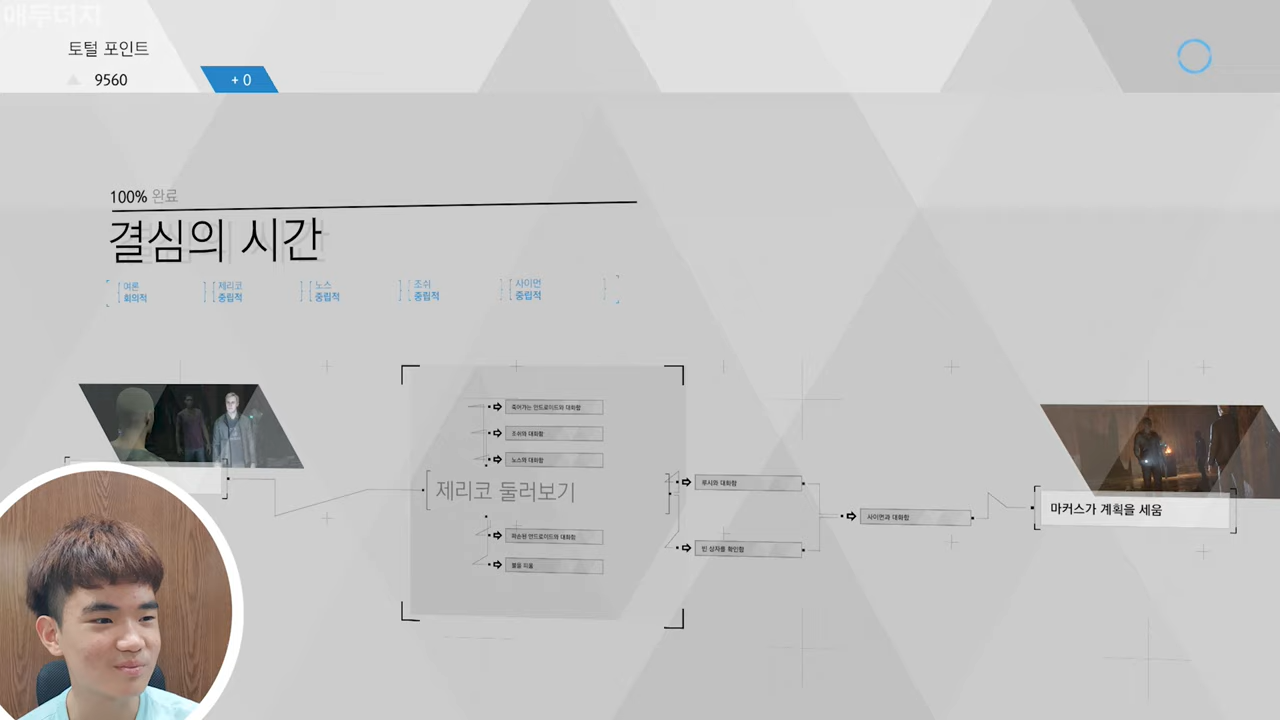 애두더지
토털 포인트
9560
+ 0
100% 완료
결심의 시간
여론
회의적
제리코
중립적
노스
중립적
조쉬
중립적
사이먼
중립적
죽어가는 안드로이드와 대화함
조쉬와 대화함
노스와 대화함
제리코 둘러보기
파손된 안드로이드와 대화함
불을 피움
루시와 대화함
빈 상자를 확인함
사이먼과 대화함
마커스가 계획을 세움